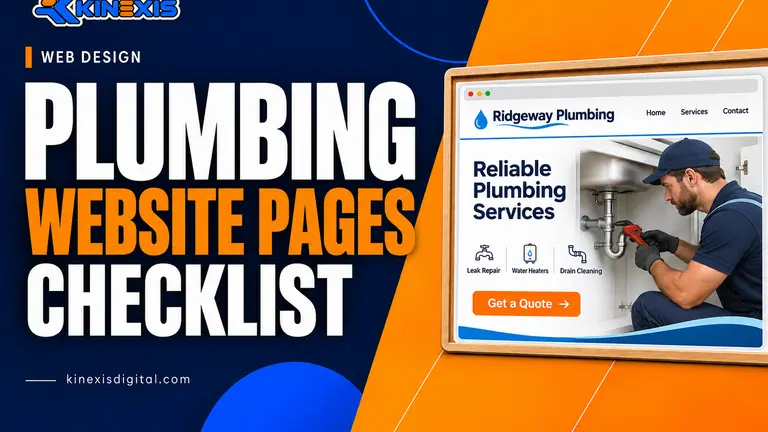 KINEXIS
WEB DESIGN
PLUMBING
WEBSITE PAGES
CHECKLIST
kinexisdigital.com
Ridgeway Plumbing
Home Services Contact
Reliable
Plumbing
Services
Leak Repair Water Heaters Drain Cleaning
Get a Quote →